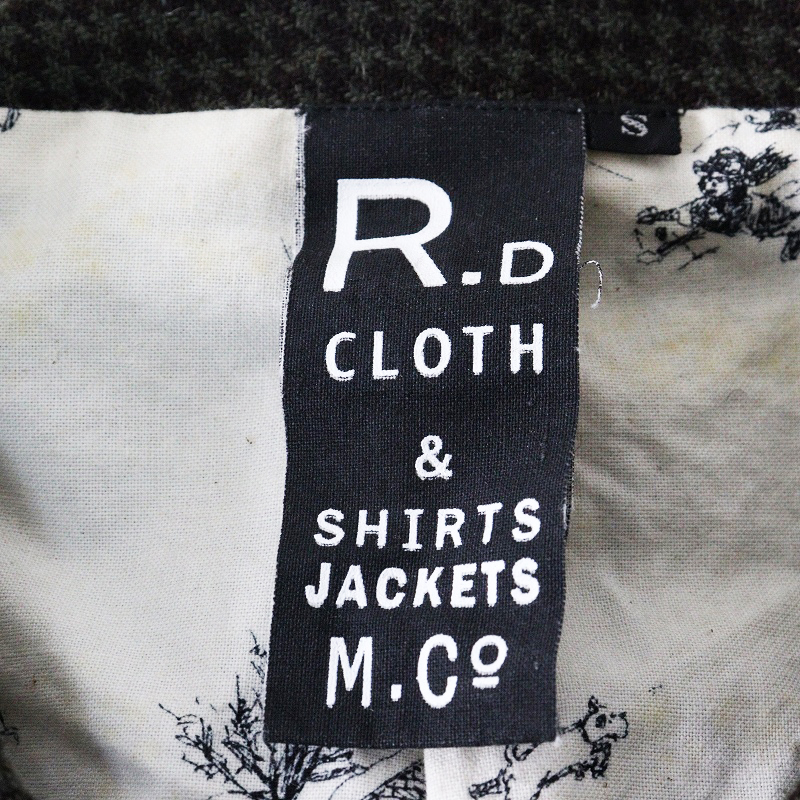 S
R.D
CLOTH
&
SHIRTS
JACKETS
M.Cº